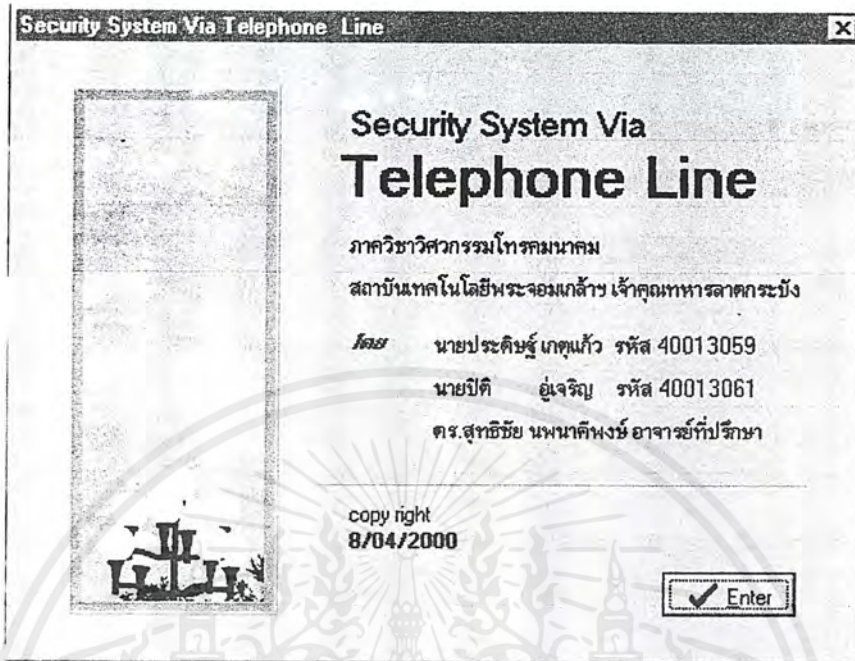 Security System Via Telephone Line
Security System Via
Telephone Line
ภาควิชาวิศวกรรมโทรคมนาคม
สถาบันเทคโนโลยีพระจอมเกล้าฯ เจ้าคุณทหารลาดกระบัง
โดย นายประดิษฐ์ เกตุแก้ว รหัส 40013059
นายปิติ อู่เจริญ รหัส 40013061
ดร.สุทธิชัย นพนาคีพงษ์ อาจารย์ที่ปรึกษา
copy right
8/04/2000
Enter